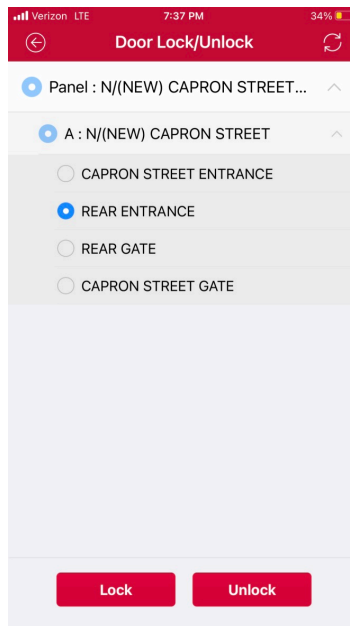 Verizon LTE 7:37 PM 34%
Door Lock/Unlock
Panel : N/(NEW) CAPRON STREET...
A : N/(NEW) CAPRON STREET
CAPRON STREET ENTRANCE
REAR ENTRANCE
REAR GATE
CAPRON STREET GATE
Lock Unlock